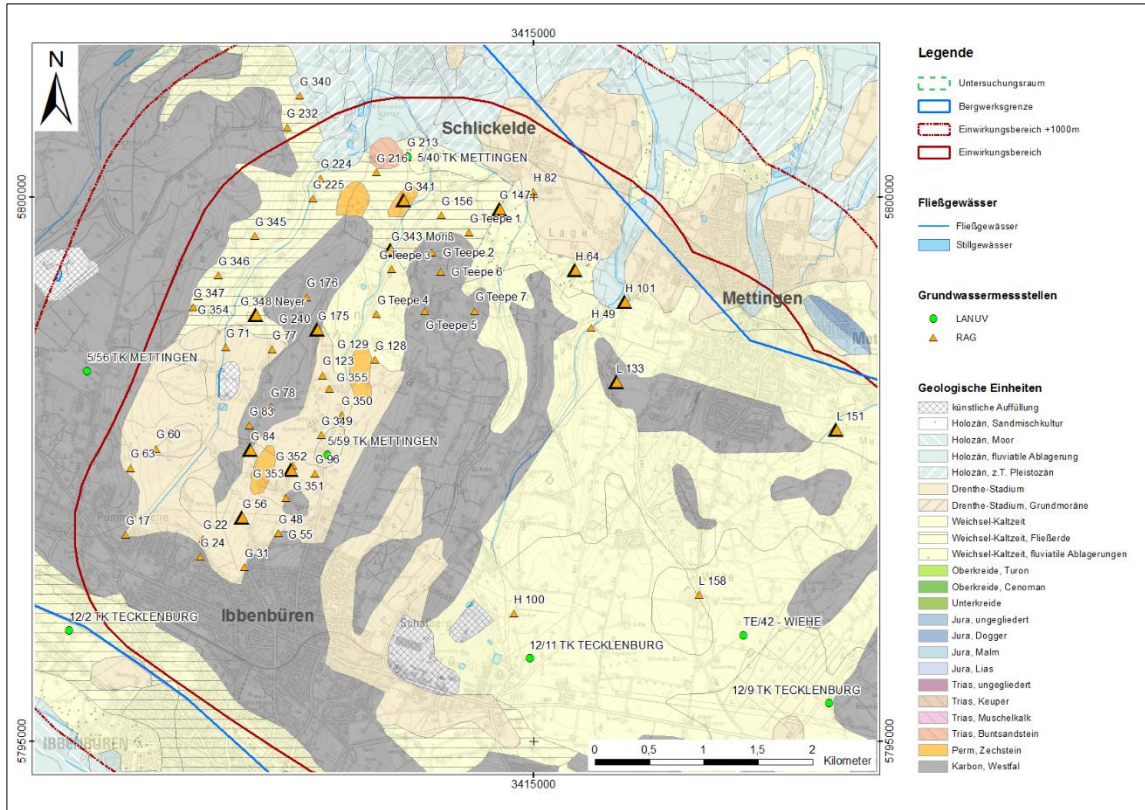 3415000
N
G 340
G 232
Schlickelde
G 213
5/40 TK METTINGEN
G 216
G 224
G 225
G 341
H 82
G 147
G 156
G Teepe 1
G 345
G 343 Moriß
G Teepe 2
G Teepe 3
G Teepe 6
H 64
G 346
G 176
G 347
G 354
G 348 Neyer
G 240
G 175
G Teepe 4
G Teepe 7
G Teepe 5
H 101
Mettingen
H 49
G 71
G 77
G 129
G 128
5/56 TK METTINGEN
G 123
G 355
L 133
G 78
G 350
G 83
G 349
L 151
G 84
5/59 TK METTINGEN
G 60
G 63
G 352
G 96
G 353
G 351
G 56
G 17
G 22
G 48
G 55
G 24
G 31
Ibbenbüren
L 158
H 100
12/2 TK TECKLENBURG
TE/42 - WIEHE
12/11 TK TECKLENBURG
12/9 TK TECKLENBURG
IBBENBÜREN
5800000
5800000
5795000
5795000
0 0,5 1 1,5 2
Kilometer
3415000
Legende
Untersuchungsraum
Bergwerksgrenze
Einwirkungsbereich +1000m
Einwirkungsbereich
Fließgewässer
Fließgewässer
Stillgewässer
Grundwassermessstellen
LANUV
RAG
Geologische Einheiten
künstliche Auffüllung
Holozän, Sandmischkultur
Holozän, Moor
Holozän, fluviatile Ablagerung
Holozän, z.T. Pleistozän
Drenthe-Stadium
Drenthe-Stadium, Grundmoräne
Weichsel-Kaltzeit
Weichsel-Kaltzeit, Fließerde
Weichsel-Kaltzeit, fluviatile Ablagerungen
Oberkreide, Turon
Oberkreide, Cenoman
Unterkreide
Jura, ungegliedert
Jura, Dogger
Jura, Malm
Jura, Lias
Trias, ungegliedert
Trias, Keuper
Trias, Muschelkalk
Trias, Buntsandstein
Perm, Zechstein
Karbon, Westfal